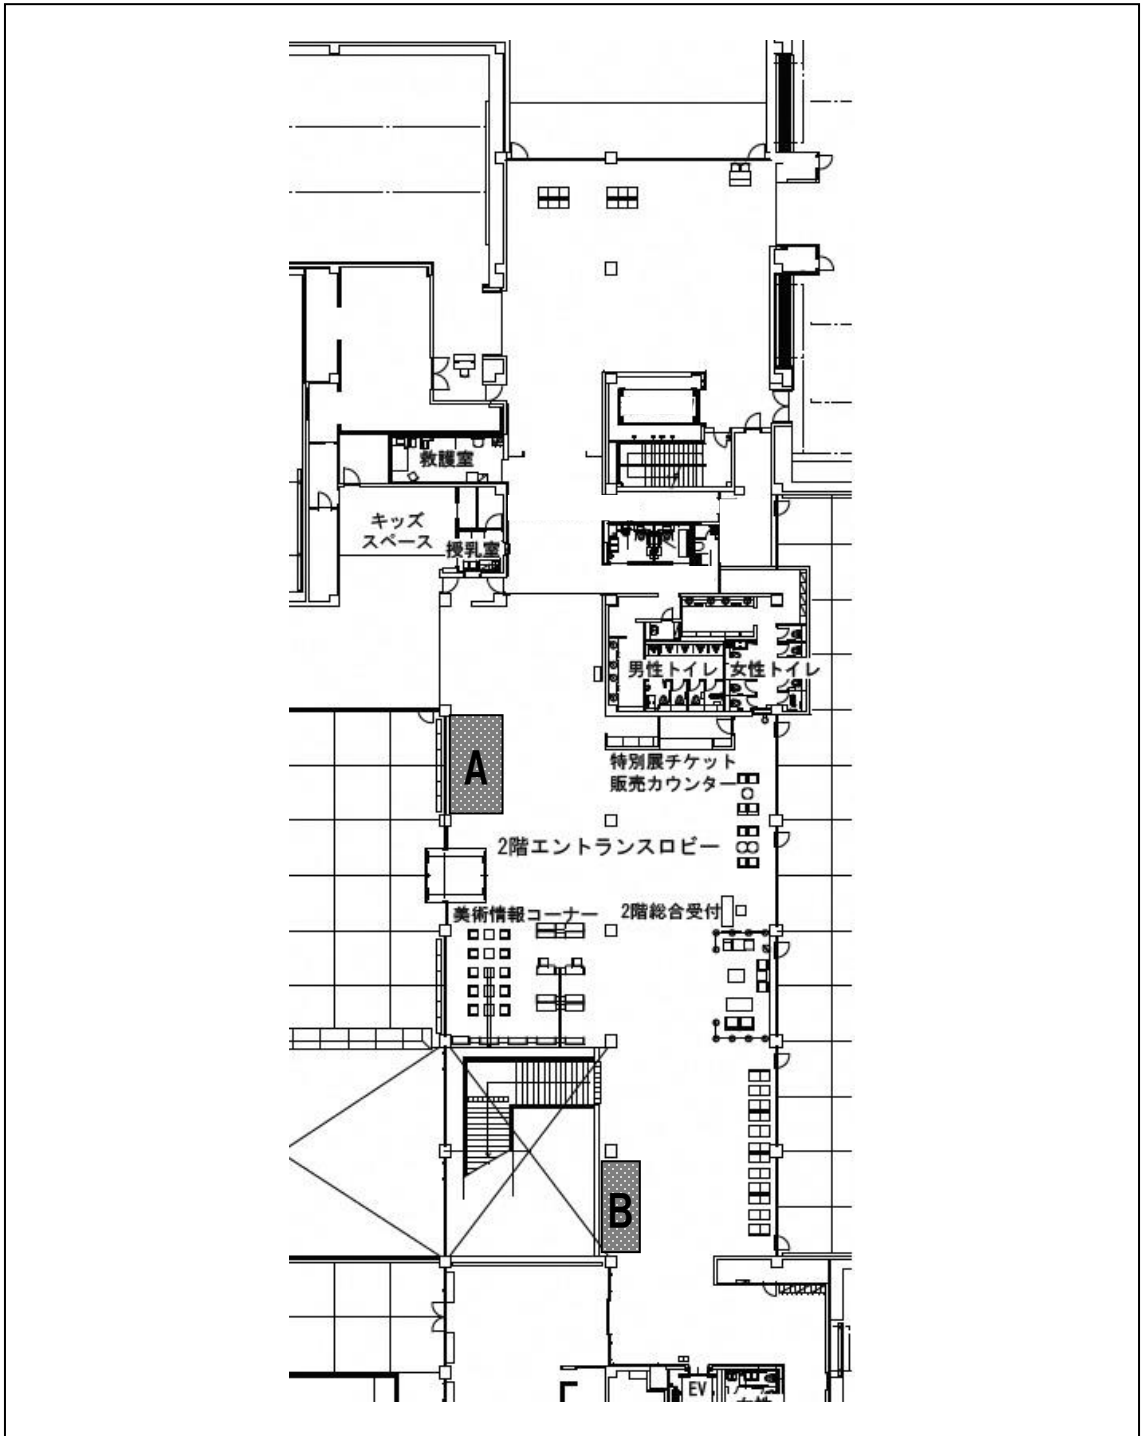 救護室
キッズ
スペース
授乳室
男性トイレ
女性トイレ
A
特別展チケット
販売カウンター
2階エントランスロビー
美術情報コーナー
2階総合受付
B
EV